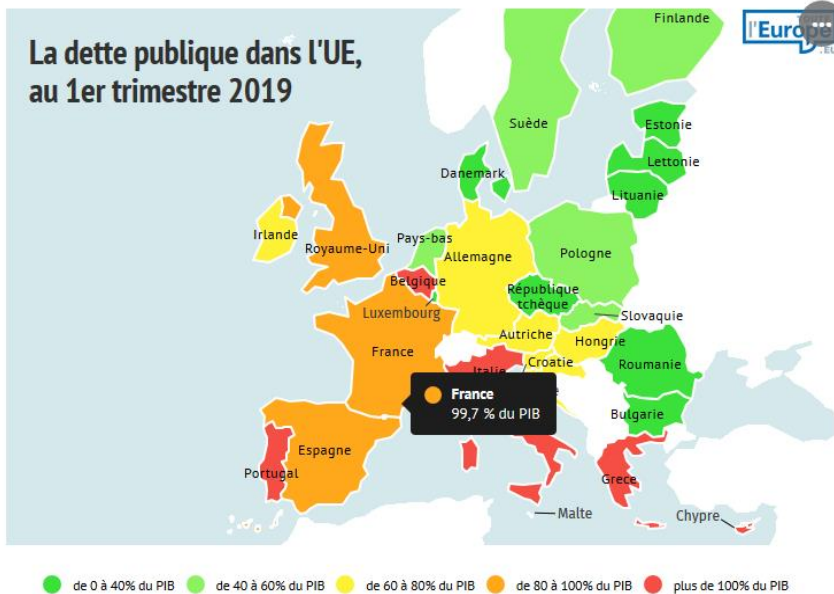 La dette publique dans l'UE,
au 1er trimestre 2019
l'Europe
Finlande
Suède
Estonie
Lettonie
Lituanie
Danemark
Irlande
Royaume-Uni
Pays-bas
Allemagne
Pologne
Belgique
Luxembourg
République
tchèque
Slovaquie
Autriche
Hongrie
France
Croatie
Roumanie
Italie
France
99,7 % du PIB
Bulgarie
Espagne
Portugal
Grece
Malte
Chypre
de 0 à 40% du PIB
de 40 à 60% du PIB
de 60 à 80% du PIB
de 80 à 100% du PIB
plus de 100% du PIB